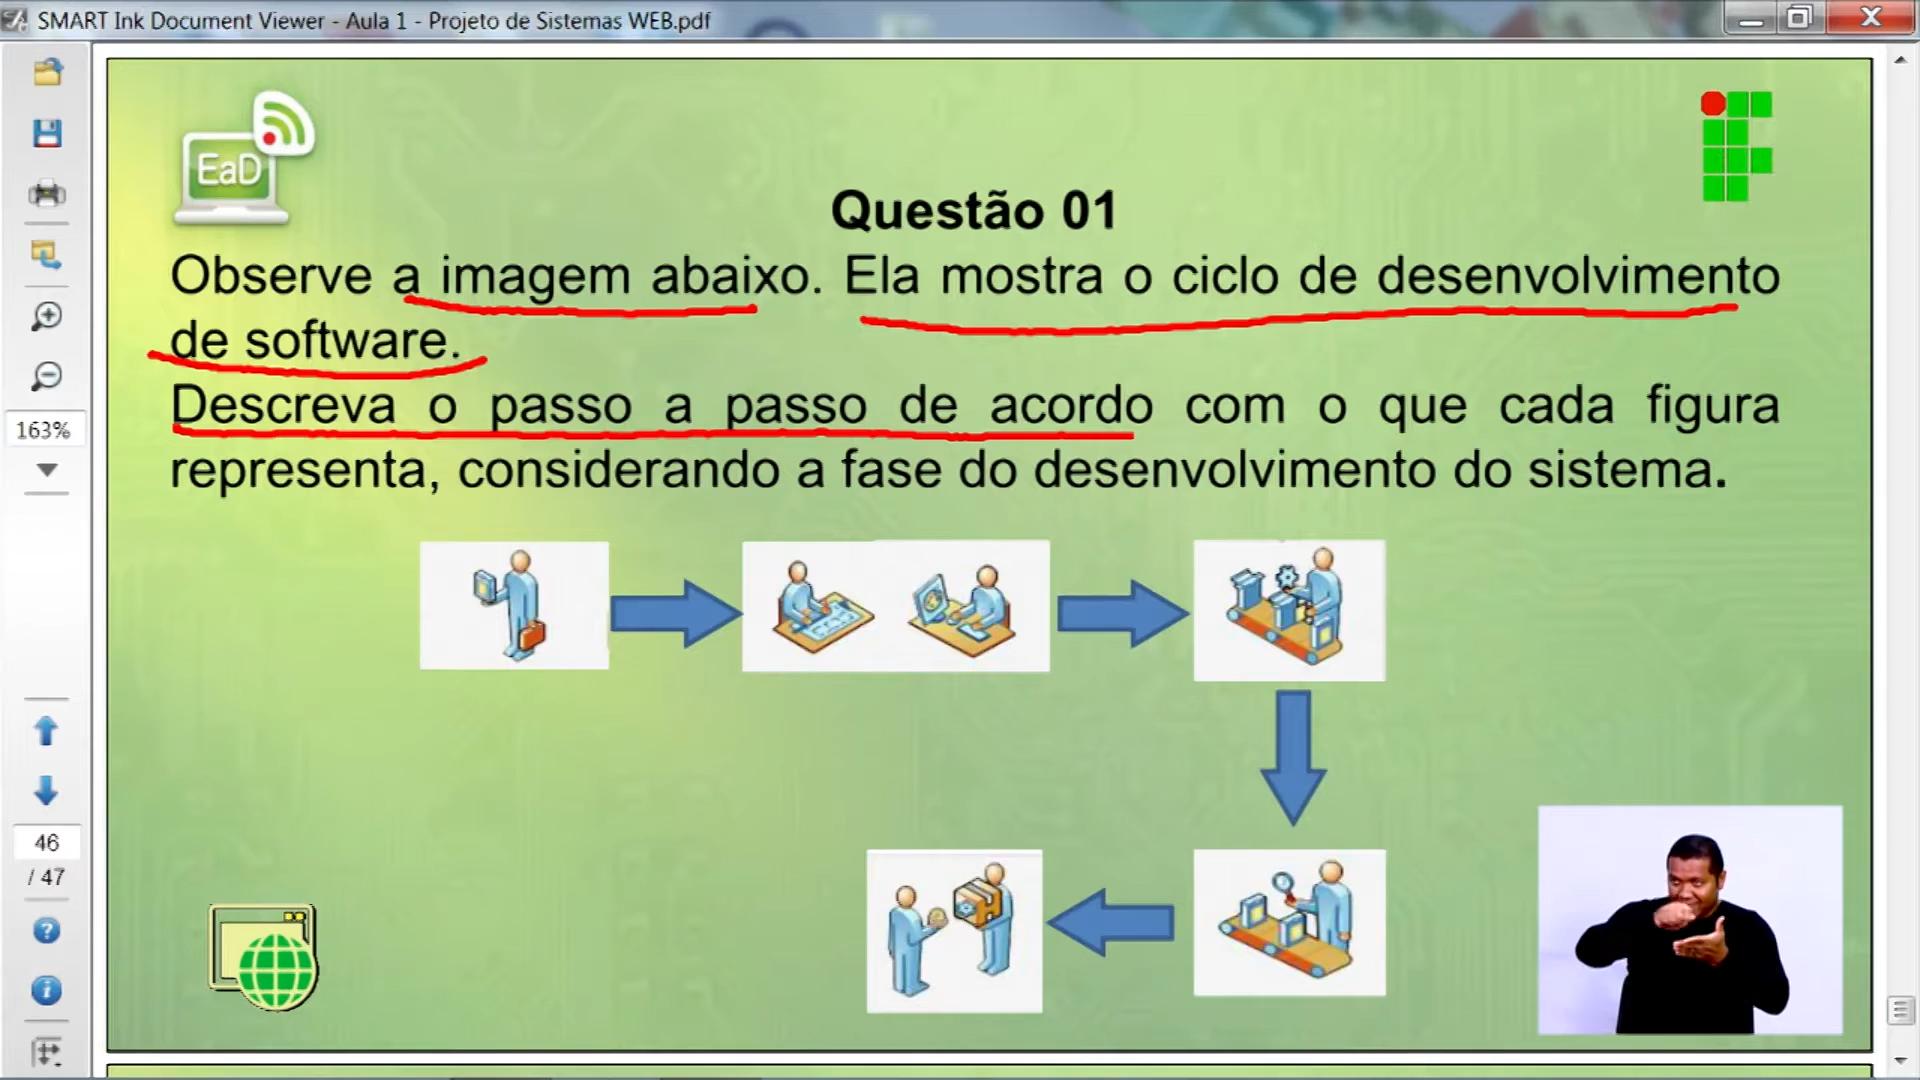 SMART Ink Document Viewer - Aula 1 - Projeto de Sistemas WEB.pdf
EaD
Questão 01
Observe a imagem abaixo. Ela mostra o ciclo de desenvolvimento
de software.
Descreva o passo a passo de acordo com o que cada figura
representa, considerando a fase do desenvolvimento do sistema.
163%
46
/ 47